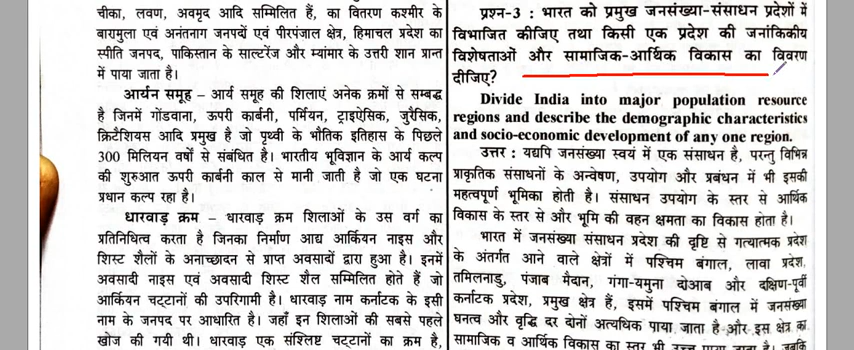 चीका, लवण, अवमृद आदि सम्मिलित हैं, का वितरण कश्मीर के
बारामुला एवं अनंतनाग जनपदों एवं पीरपंजाल क्षेत्र, हिमाचल प्रदेश का
स्पीति जनपद, पाकिस्तान के साल्टरेंज और म्यांमार के उत्तरी शान प्रान्त
में पाया जाता है।
आर्यन समूह – आर्य समूह की शिलाएं अनेक क्रमों से सम्बद्ध
है जिनमें गोंडवाना, ऊपरी कार्बनी, पर्मियन, ट्राइऐसिक, जुरैसिक,
क्रिटैशियस आदि प्रमुख है जो पृथ्वी के भौतिक इतिहास के पिछले
300 मिलियन वर्षों से संबंधित है। भारतीय भूविज्ञान के आर्य कल्प
की शुरुआत ऊपरी कार्बनी काल से मानी जाती है जो एक घटना
प्रधान कल्प रहा है।
धारवाड़ क्रम – धारवाड़ क्रम शिलाओं के उस वर्ग का
प्रतिनिधित्व करता है जिनका निर्माण आद्य आर्कियन नाइस और
शिस्ट शैलों के अनाच्छादन से प्राप्त अवसादों द्वारा हुआ है। इनमें
अवसादी नाइस एवं अवसादी शिस्ट शैल सम्मिलित होते हैं जो
आर्कियन चट्टानों की उपरिगामी है। धारवाड़ नाम कर्नाटक के इसी
नाम के जनपद पर आधारित है। जहाँ इन शिलाओं की सबसे पहले
खोज की गयी थी। धारवाड़ एक संश्लिष्ट चट्टानों का क्रम है,
प्रश्न-3 : भारत को प्रमुख जनसंख्या-संसाधन प्रदेशों में
विभाजित कीजिए तथा किसी एक प्रदेश की जनांकिकीय
विशेषताओं और सामाजिक-आर्थिक विकास का विवरण
दीजिए?
Divide India into major population resource
regions and describe the demographic characteristics
and socio-economic development of any one region.
उत्तर : यद्यपि जनसंख्या स्वयं में एक संसाधन है, परन्तु विभिन्न
प्राकृतिक संसाधनों के अन्वेषण, उपयोग और प्रबंधन में भी इसकी
महत्वपूर्ण भूमिका होती है। संसाधन उपयोग के स्तर से आर्थिक
विकास के स्तर से और भूमि की वहन क्षमता का विकास होता है।
भारत में जनसंख्या संसाधन प्रदेश की दृष्टि से गत्यात्मक प्रदेश
के अंतर्गत आने वाले क्षेत्रों में पश्चिम बंगाल, लावा प्रदेश,
तमिलनाडु, पंजाब मैदान, गंगा-यमुना दोआब और दक्षिण-पूर्वी
कर्नाटक प्रदेश, प्रमुख क्षेत्र हैं, इसमें पश्चिम बंगाल में जनसंख्या
घनत्व और वृद्धि दर दोनों अत्यधिक पाया जाता है और इस क्षेत्र का
सामाजिक व आर्थिक विकास का स्तर भी उच्च पाया जाता है। जबकि